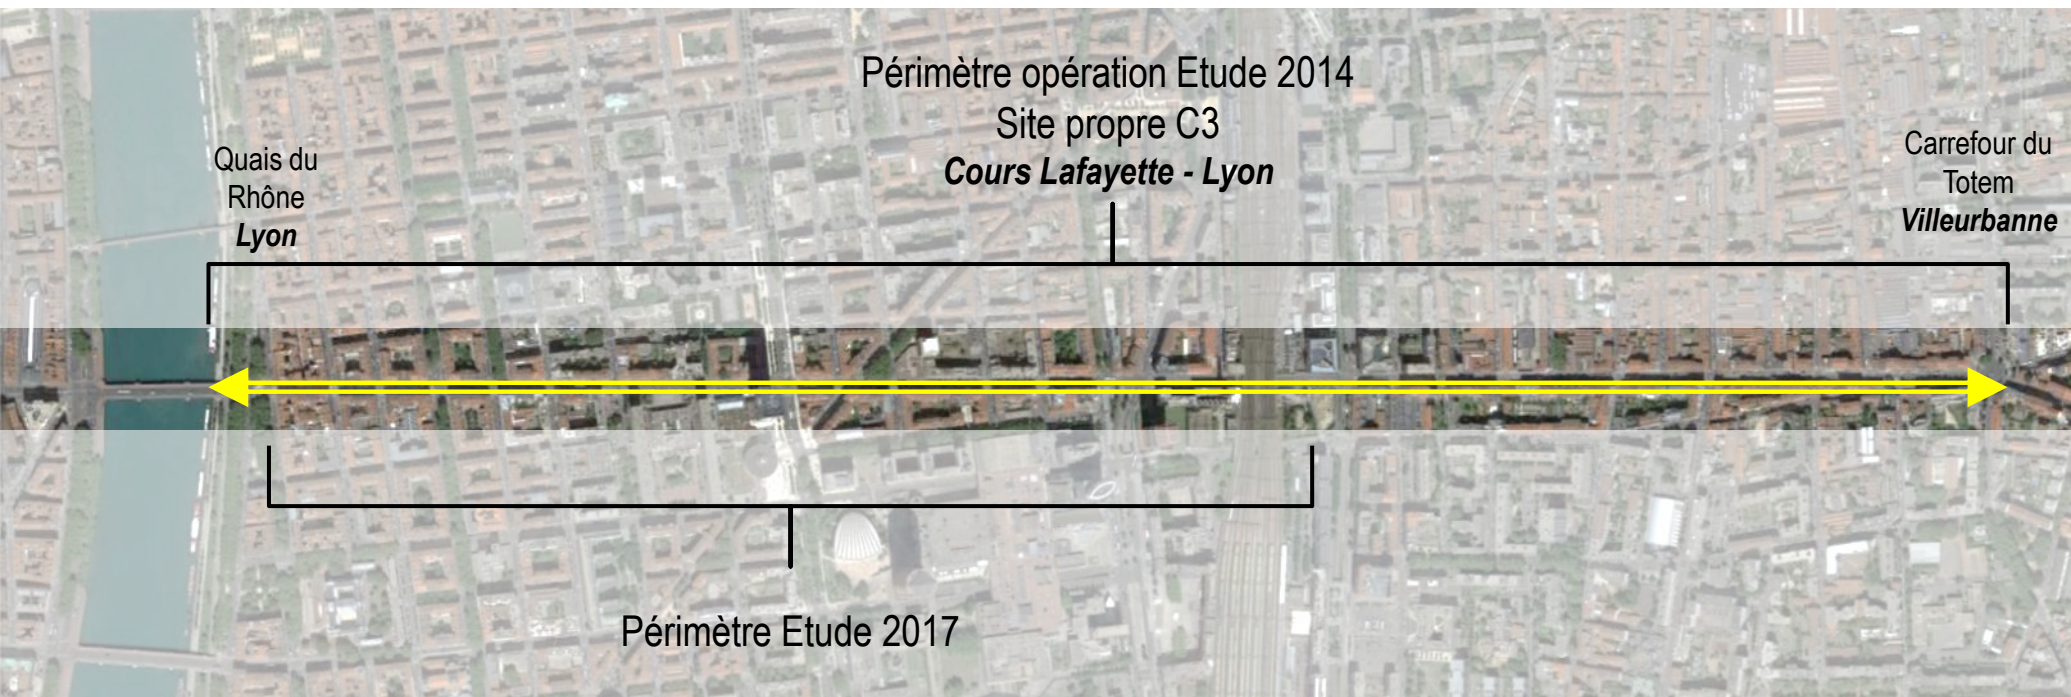 Périmètre opération Etude 2014
Site propre C3
Cours Lafayette - Lyon
Quais du
Rhône
Lyon
Carrefour du
Totem
Villeurbanne
Périmètre Etude 2017